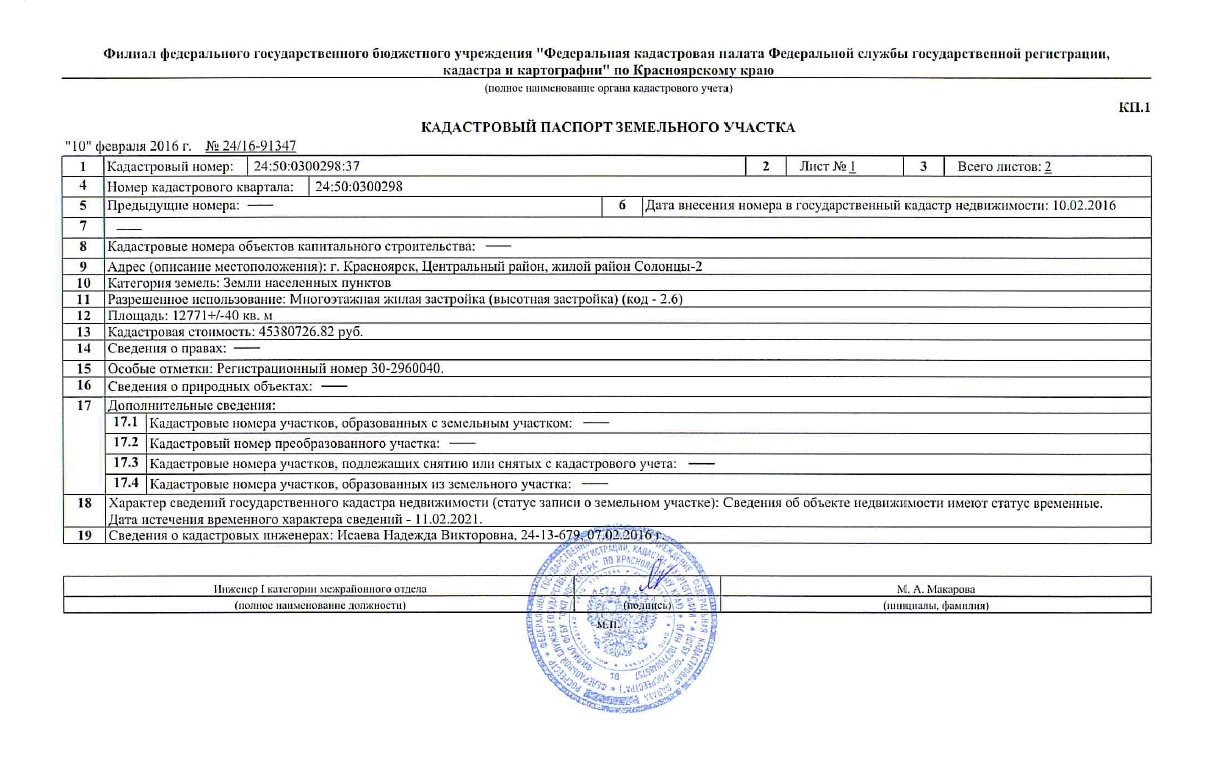 Филиал федерального государственного бюджетного учреждения "Федеральная кадастровая палата Федеральной службы государственной регистрации,
кадастра и картографии" по Красноярскому краю
(полное наименование органа кадастрового учета)
КП.1
КАДАСТРОВЫЙ ПАСПОРТ ЗЕМЕЛЬНОГО УЧАСТКА
"10" февраля 2016 г. № 24/16-91347
1 Кадастровый номер: 24:50:0300298:37 2 Лист № 1 3 Всего листов: 2
4 Номер кадастрового квартала: 24:50:0300298
5 Предыдущие номера: —— 6 Дата внесения номера в государственный кадастр недвижимости: 10.02.2016
7 ——
8 Кадастровые номера объектов капитального строительства: ——
9 Адрес (описание местоположения): г. Красноярск, Центральный район, жилой район Солонцы-2
10 Категория земель: Земли населенных пунктов
11 Разрешенное использование: Многоэтажная жилая застройка (высотная застройка) (код - 2.6)
12 Площадь: 12771+/-40 кв. м
13 Кадастровая стоимость: 45380726.82 руб.
14 Сведения о правах: ——
15 Особые отметки: Регистрационный номер 30-2960040.
16 Сведения о природных объектах: ——
17 Дополнительные сведения:
17.1 Кадастровые номера участков, образованных с земельным участком: ——
17.2 Кадастровый номер преобразованного участка: ——
17.3 Кадастровые номера участков, подлежащих снятию или снятых с кадастрового учета: ——
17.4 Кадастровые номера участков, образованных из земельного участка: ——
18 Характер сведений государственного кадастра недвижимости (статус записи о земельном участке): Сведения об объекте недвижимости имеют статус временные.
Дата истечения временного характера сведений - 11.02.2021.
19 Сведения о кадастровых инженерах: Исаева Надежда Викторовна, 24-13-679, 07.02.2016 г.
Инженер I категории межрайонного отдела М. А. Макарова
(полное наименование должности) (подпись) (инициалы, фамилия)
М.П.